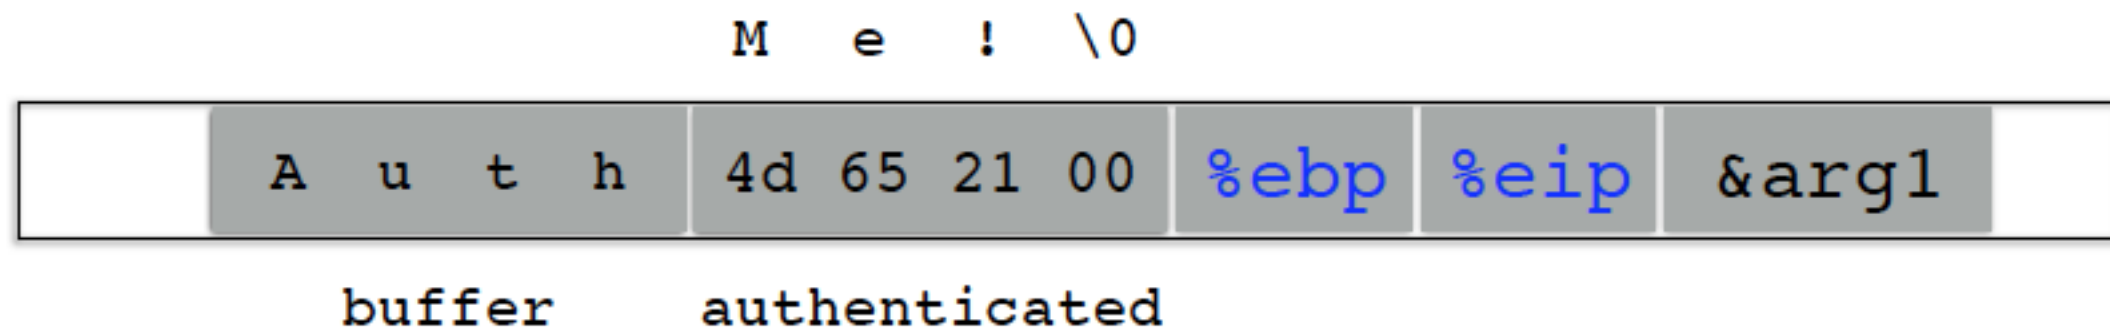 M e ! \0
A u t h 4d 65 21 00 %ebp %eip &arg1
buffer authenticated